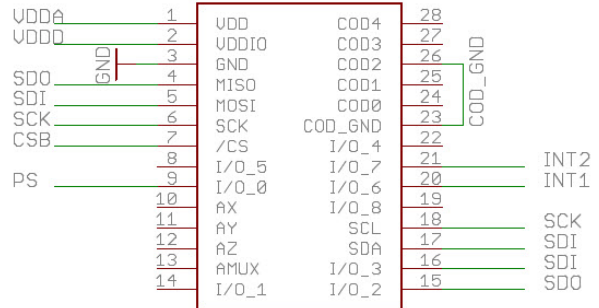 VDDA 1 VDD COD4 28
VDDD 2 VDDIO COD3 27
GND 3 GND COD2 26
SDO 4 MISO COD1 25
SDI 5 MOSI COD0 24
SCK 6 SCK COD_GND 23 COD_GND
CSB 7 /CS I/O_4 22
8 I/O_5 I/O_7 21 INT2
PS 9 I/O_0 I/O_6 20 INT1
10 AX I/O_8 19
11 AY SCL 18 SCK
12 AZ SDA 17 SDI
13 AMUX I/O_3 16 SDI
14 I/O_1 I/O_2 15 SDO